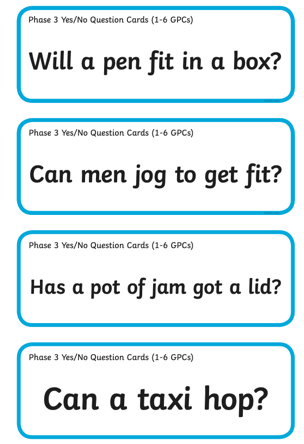 Phase 3 Yes/No Question Cards (1-6 GPCs)
Will a pen fit in a box?
Phase 3 Yes/No Question Cards (1-6 GPCs)
Can men jog to get fit?
Phase 3 Yes/No Question Cards (1-6 GPCs)
Has a pot of jam got a lid?
Phase 3 Yes/No Question Cards (1-6 GPCs)
Can a taxi hop?